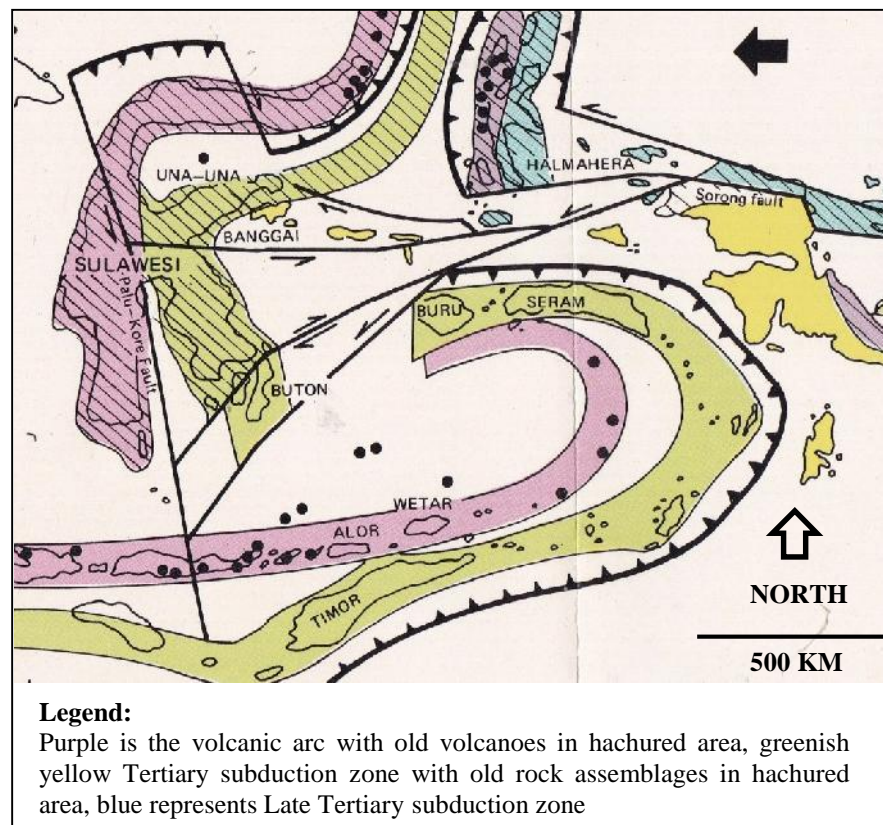 HALMAHERA
UNA-UNA
Sorong fault
BANGGAI
SULAWESI
Palu-Kore Fault
BURU
SERAM
BUTON
WETAR
ALOR
TIMOR
NORTH
500 KM
Legend:
Purple is the volcanic arc with old volcanoes in hachured area, greenish
yellow Tertiary subduction zone with old rock assemblages in hachured
area, blue represents Late Tertiary subduction zone